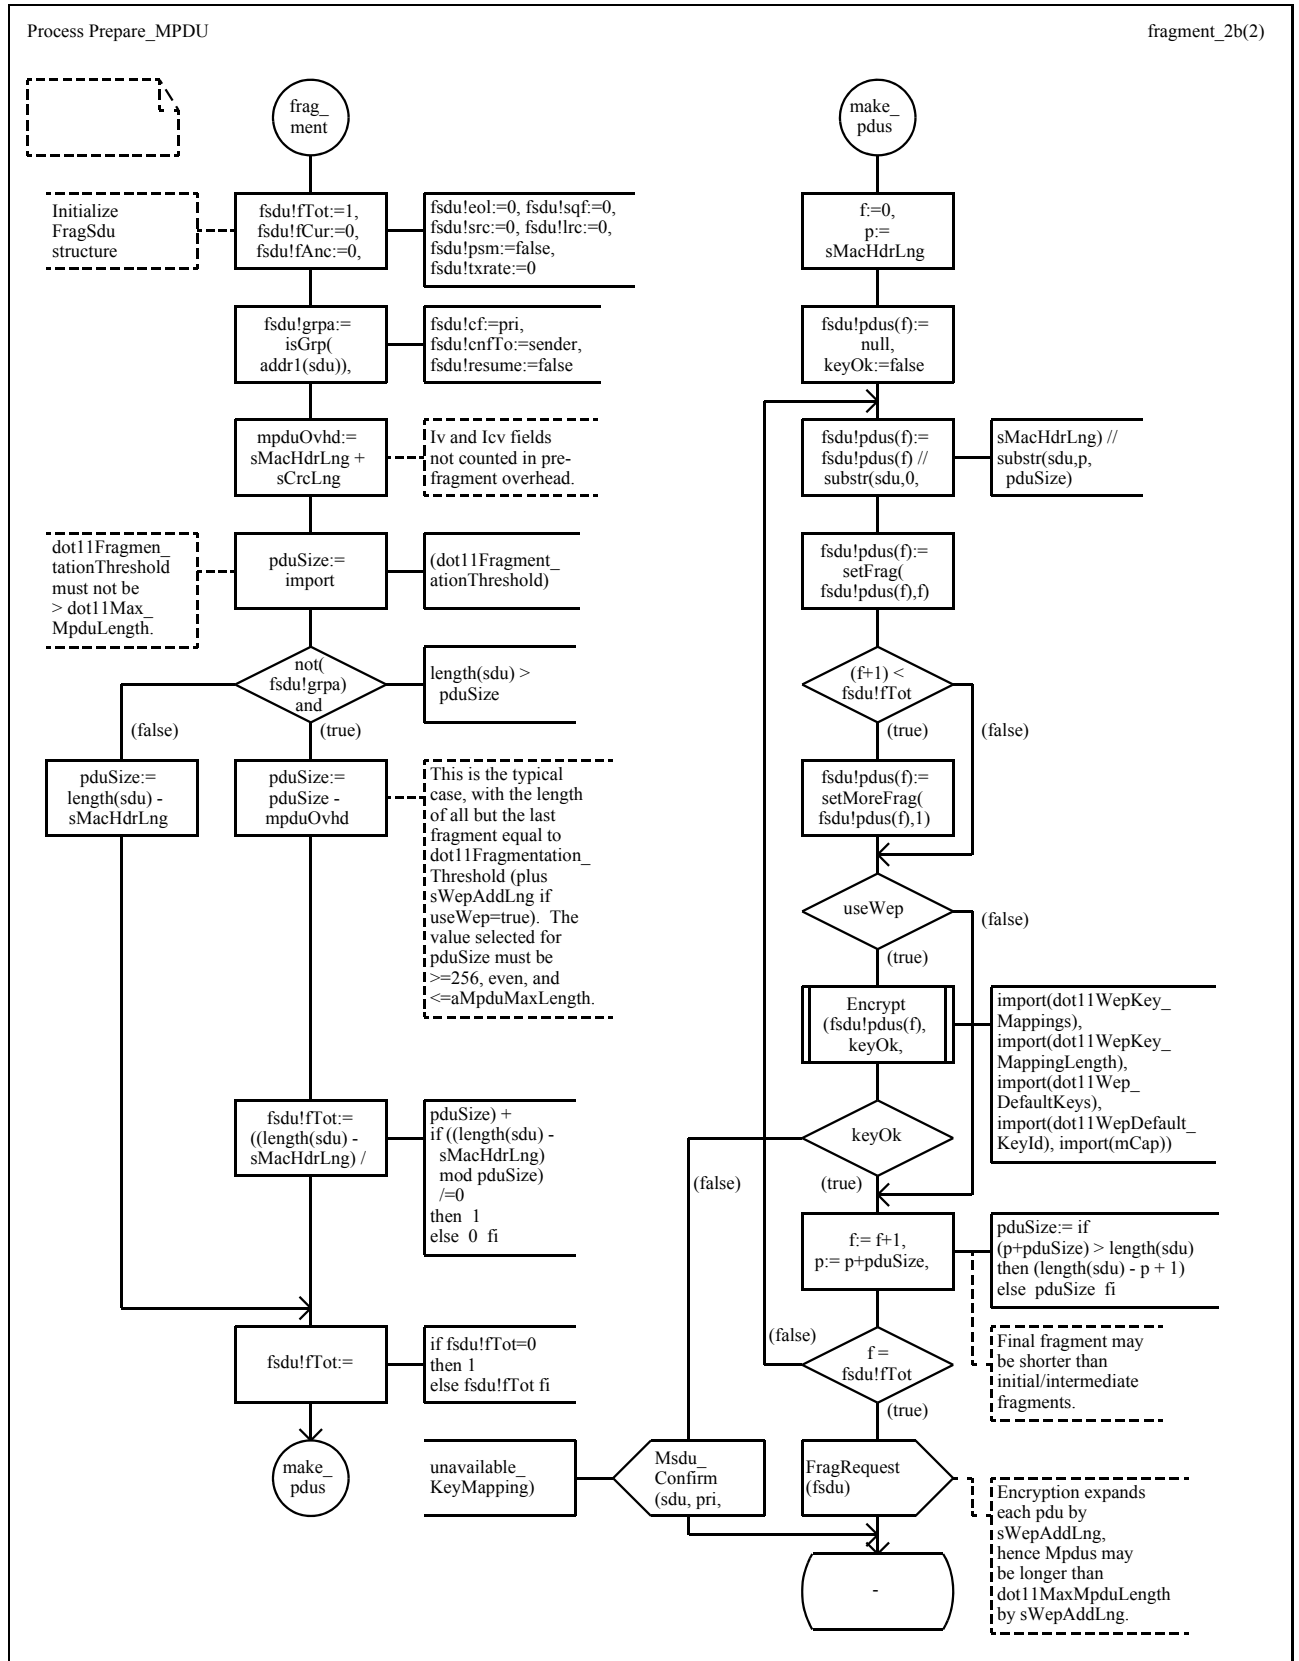 Process Prepare_MPDU
fragment_2b(2)
frag_
ment
Initialize
FragSdu
structure
fsdu!fTot:=1,
fsdu!fCur:=0,
fsdu!fAnc:=0,
fsdu!eol:=0, fsdu!sqf:=0,
fsdu!src:=0, fsdu!lrc:=0,
fsdu!psm:=false,
fsdu!txrate:=0
fsdu!grpa:=
isGrp(
addr1(sdu)),
fsdu!cf:=pri,
fsdu!cnfTo:=sender,
fsdu!resume:=false
mpduOvhd:=
sMacHdrLng +
sCrcLng
Iv and Icv fields
not counted in pre-
fragment overhead.
dot11Fragmen_
tationThreshold
must not be
> dot11Max_
MpduLength.
pduSize:=
import
(dot11Fragment_
ationThreshold)
not(
fsdu!grpa)
and
length(sdu) >
pduSize
(false)
(true)
pduSize:=
length(sdu) -
sMacHdrLng
pduSize:=
pduSize -
mpduOvhd
This is the typical
case, with the length
of all but the last
fragment equal to
dot11Fragmentation_
Threshold (plus
sWepAddLng if
useWep=true).  The
value selected for
pduSize must be
>=256, even, and
<=aMpduMaxLength.
fsdu!fTot:=
((length(sdu) -
sMacHdrLng) /
pduSize) +
if ((length(sdu) -
sMacHdrLng)
mod pduSize)
/=0
then  1
else  0  fi
fsdu!fTot:=
if fsdu!fTot=0
then 1
else fsdu!fTot fi
make_
pdus
make_
pdus
f:=0,
p:=
sMacHdrLng
fsdu!pdus(f):=
null,
keyOk:=false
fsdu!pdus(f):=
fsdu!pdus(f) //
substr(sdu,0,
sMacHdrLng) //
substr(sdu,p,
pduSize)
fsdu!pdus(f):=
setFrag(
fsdu!pdus(f),f)
(f+1) <
fsdu!fTot
(true)
(false)
fsdu!pdus(f):=
setMoreFrag(
fsdu!pdus(f),1)
useWep
(false)
(true)
Encrypt
(fsdu!pdus(f),
keyOk,
import(dot11WepKey_
Mappings),
import(dot11WepKey_
MappingLength),
import(dot11Wep_
DefaultKeys),
import(dot11WepDefault_
KeyId), import(mCap))
keyOk
(false)
(true)
f:= f+1,
p:= p+pduSize,
pduSize:= if
(p+pduSize) > length(sdu)
then (length(sdu) - p + 1)
else  pduSize  fi
(false)
f =
fsdu!fTot
Final fragment may
be shorter than
initial/intermediate
fragments.
(true)
unavailable_
KeyMapping)
Msdu_
Confirm
(sdu, pri,
FragRequest
(fsdu)
Encryption expands
each pdu by
sWepAddLng,
hence Mpdus may
be longer than
dot11MaxMpduLength
by sWepAddLng.
-